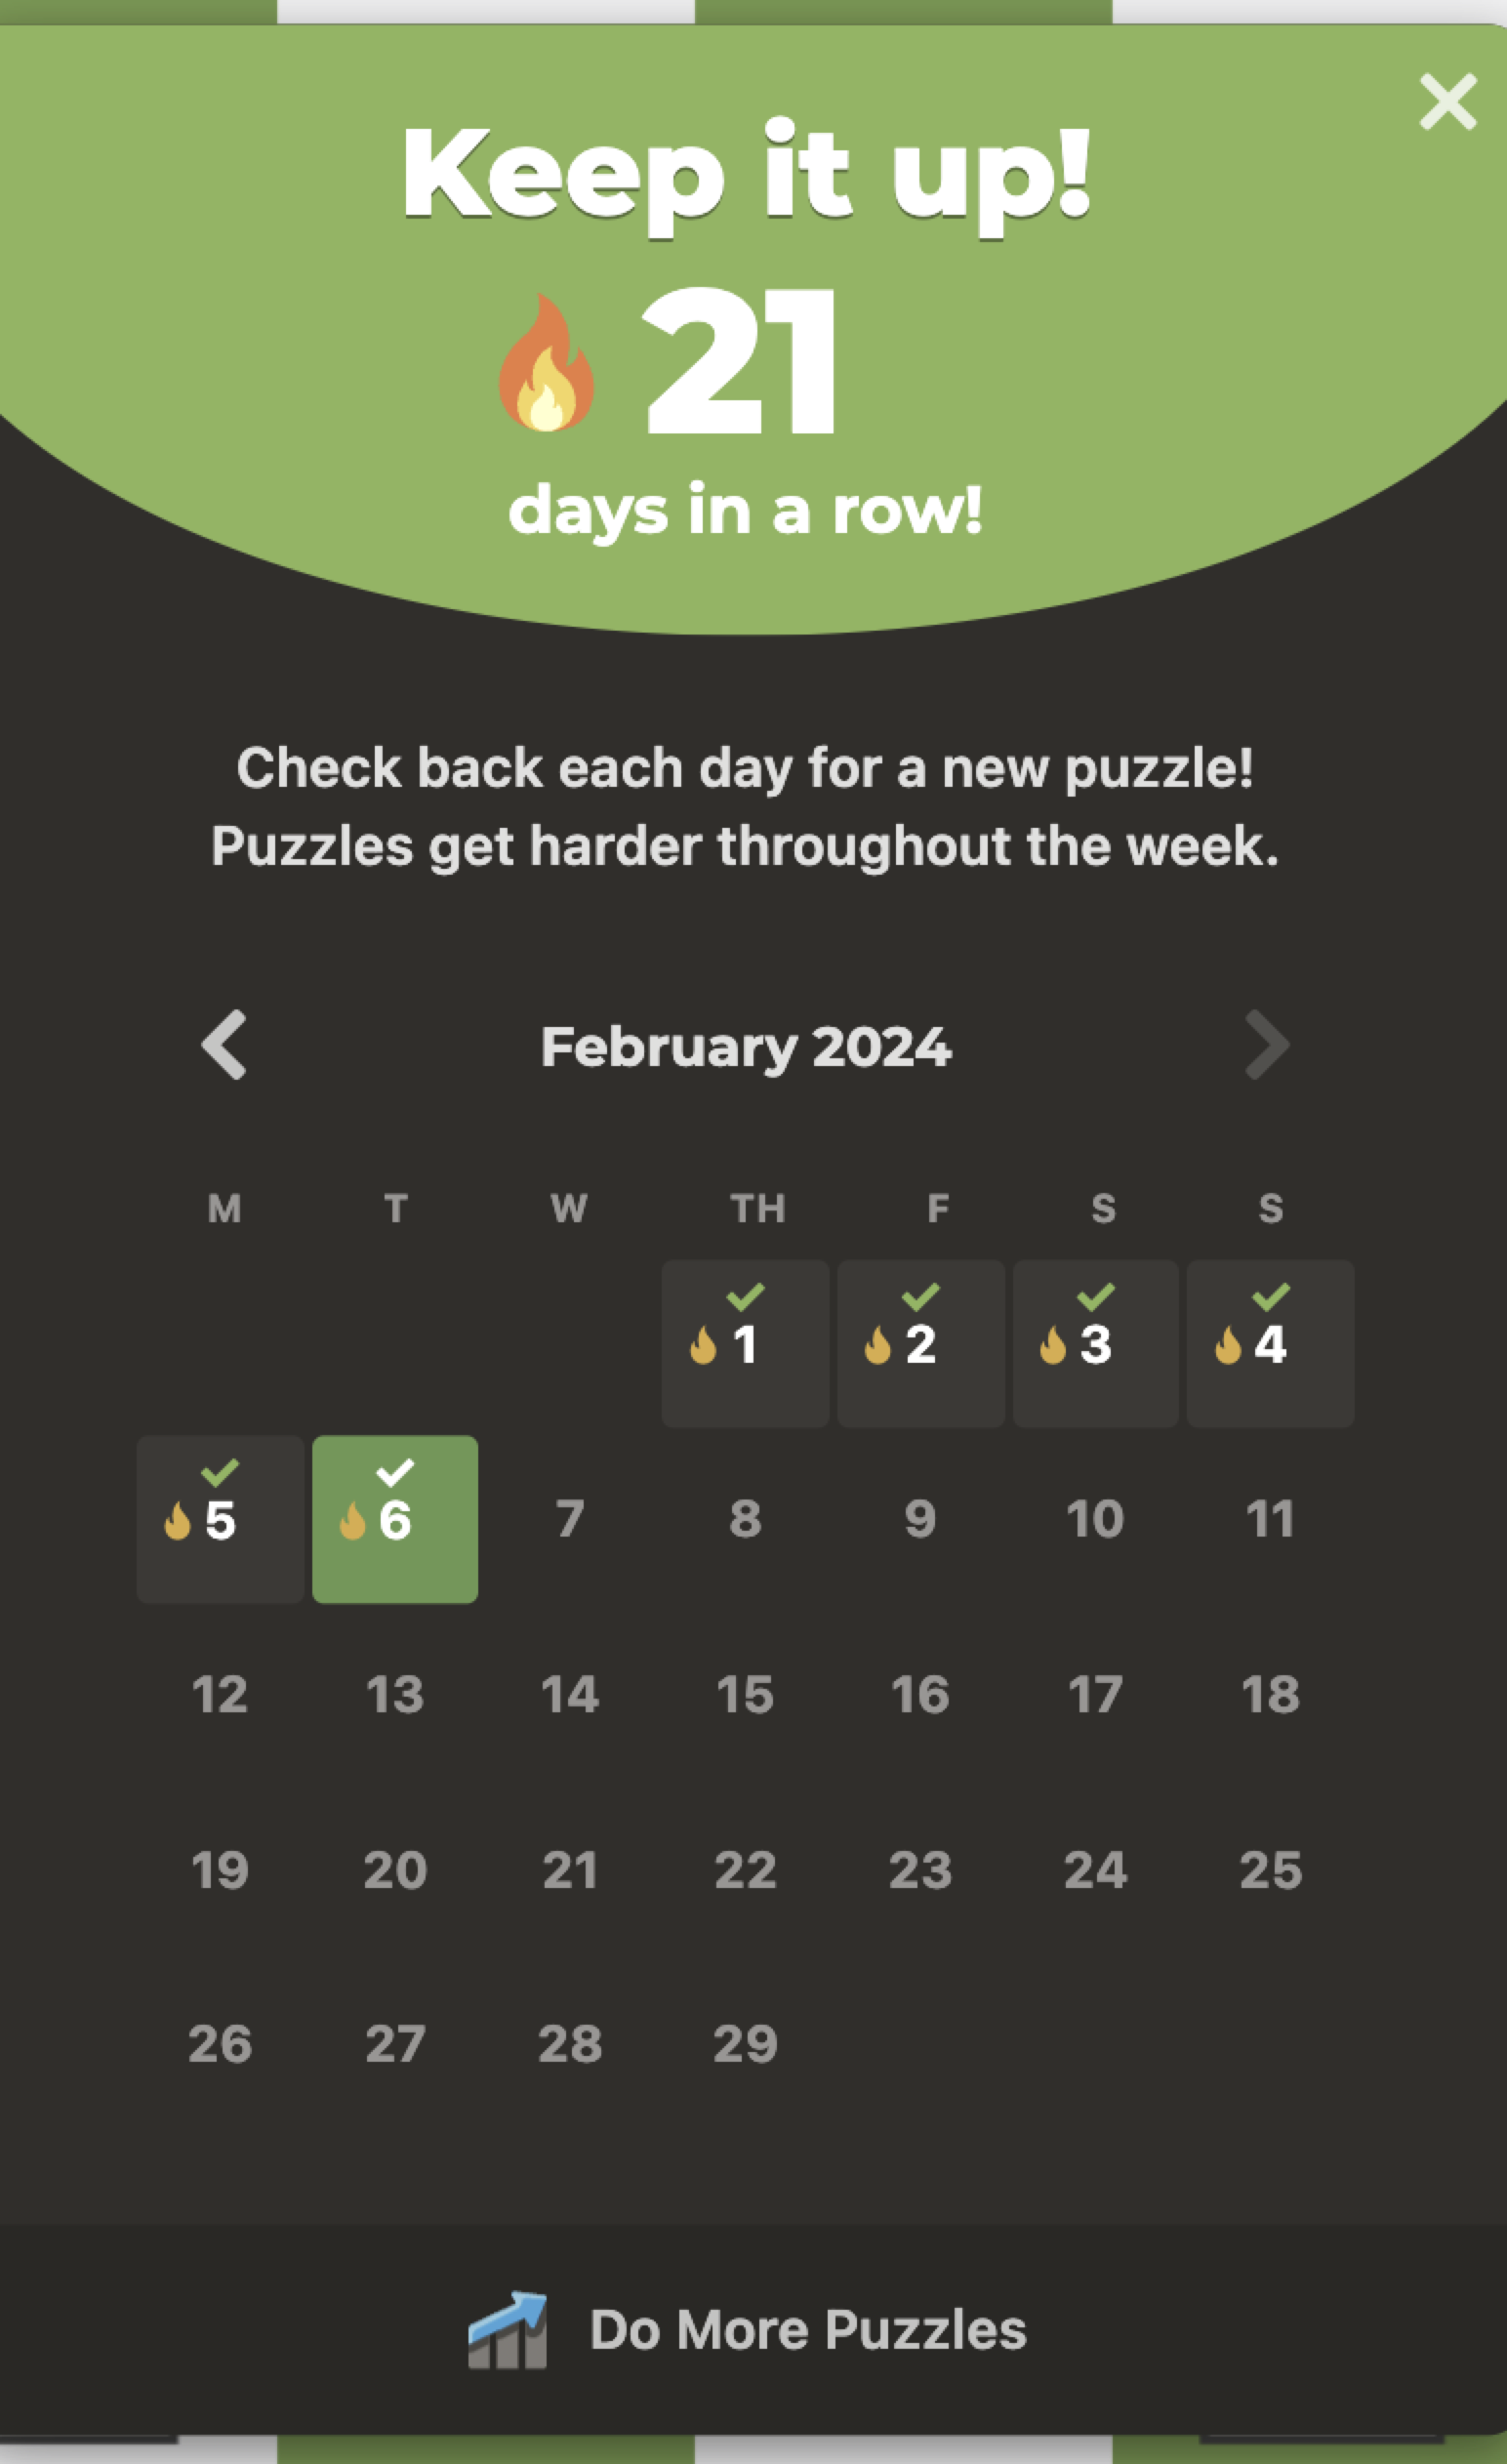 Keep it up!
21
days in a row!
Check back each day for a new puzzle!
Puzzles get harder throughout the week.
February 2024
M T W TH F S S
1 2 3 4
5 6 7 8 9 10 11
12 13 14 15 16 17 18
19 20 21 22 23 24 25
26 27 28 29
Do More Puzzles